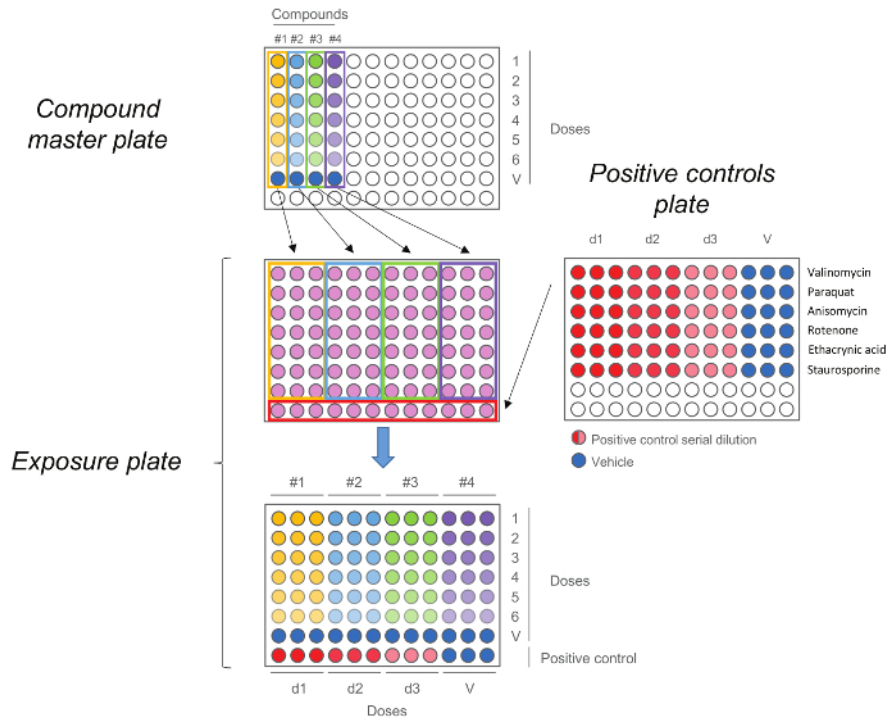 Compounds
#1 #2 #3 #4
Compound
master plate
1
2
3
4
5
6
V
Doses
Positive controls
plate
d1 d2 d3 V
Valinomycin
Paraquat
Anisomycin
Rotenone
Ethacrynic acid
Staurosporine
Positive control serial dilution
Vehicle
Exposure plate
#1 #2 #3 #4
1
2
3
4
5
6
V
Doses
Positive control
d1 d2 d3 V
Doses